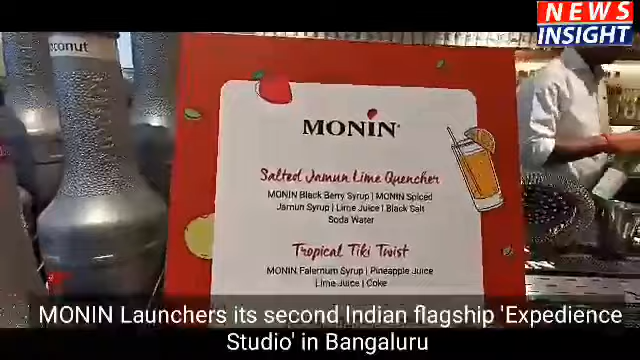 NEWS
INSIGHT
conut
MONIN
Salted Jamun Lime Quencher
MONIN Black Berry Syrup | MONIN Spiced
Jamun Syrup | Lime Juice | Black Salt
Soda Water
Tropical Tiki Twist
MONIN Falernum Syrup | Pineapple Juice
Lime Juice | Coke
MONIN Launchers its second Indian flagship 'Expedience
Studio' in Bangaluru